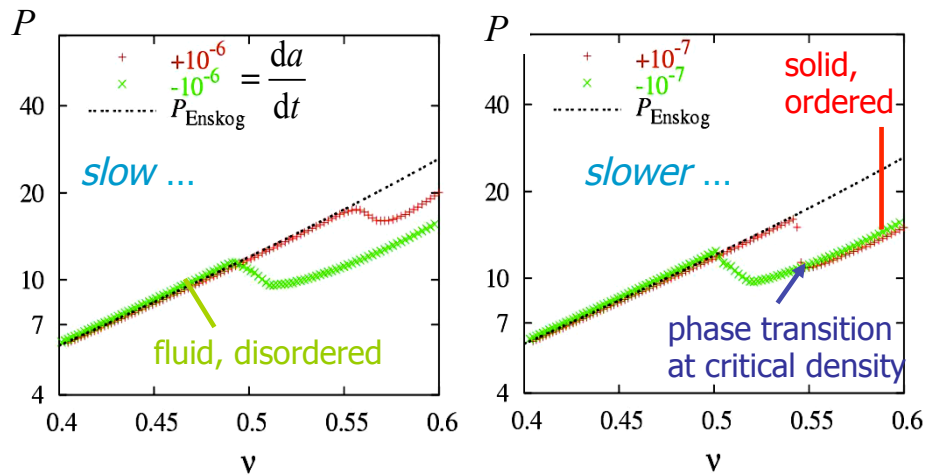 P
+10⁻⁶
-10⁻⁶ = da/dt
P_Enskog
40
slow ...
20
10
7
fluid, disordered
4
0.4 0.45 0.5 0.55 0.6
ν
P
+10⁻⁷
-10⁻⁷
P_Enskog
solid,
ordered
40
slower ...
20
10
7
phase transition
at critical density
4
0.4 0.45 0.5 0.55 0.6
ν